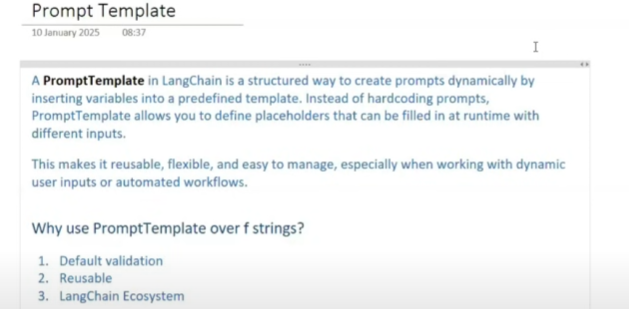 Prompt Template
10 January 2025 08:37
A PromptTemplate in LangChain is a structured way to create prompts dynamically by
inserting variables into a predefined template. Instead of hardcoding prompts,
PromptTemplate allows you to define placeholders that can be filled in at runtime with
different inputs.
This makes it reusable, flexible, and easy to manage, especially when working with dynamic
user inputs or automated workflows.
Why use PromptTemplate over f strings?
1. Default validation
2. Reusable
3. LangChain Ecosystem